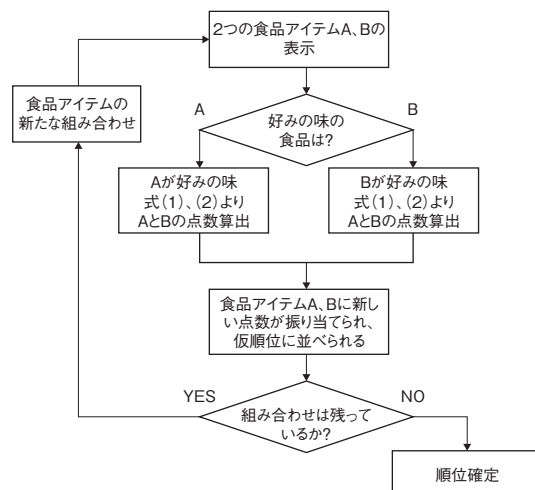 2つの食品アイテムA、Bの
表示
食品アイテムの
新たな組み合わせ
A
B
好みの味の
食品は?
Aが好みの味
式(1)、(2)より
AとBの点数算出
Bが好みの味
式(1)、(2)より
AとBの点数算出
食品アイテムA、Bに新し
い点数が振り当てられ、
仮順位に並べられる
YES
NO
組み合わせは残って
いるか?
順位確定